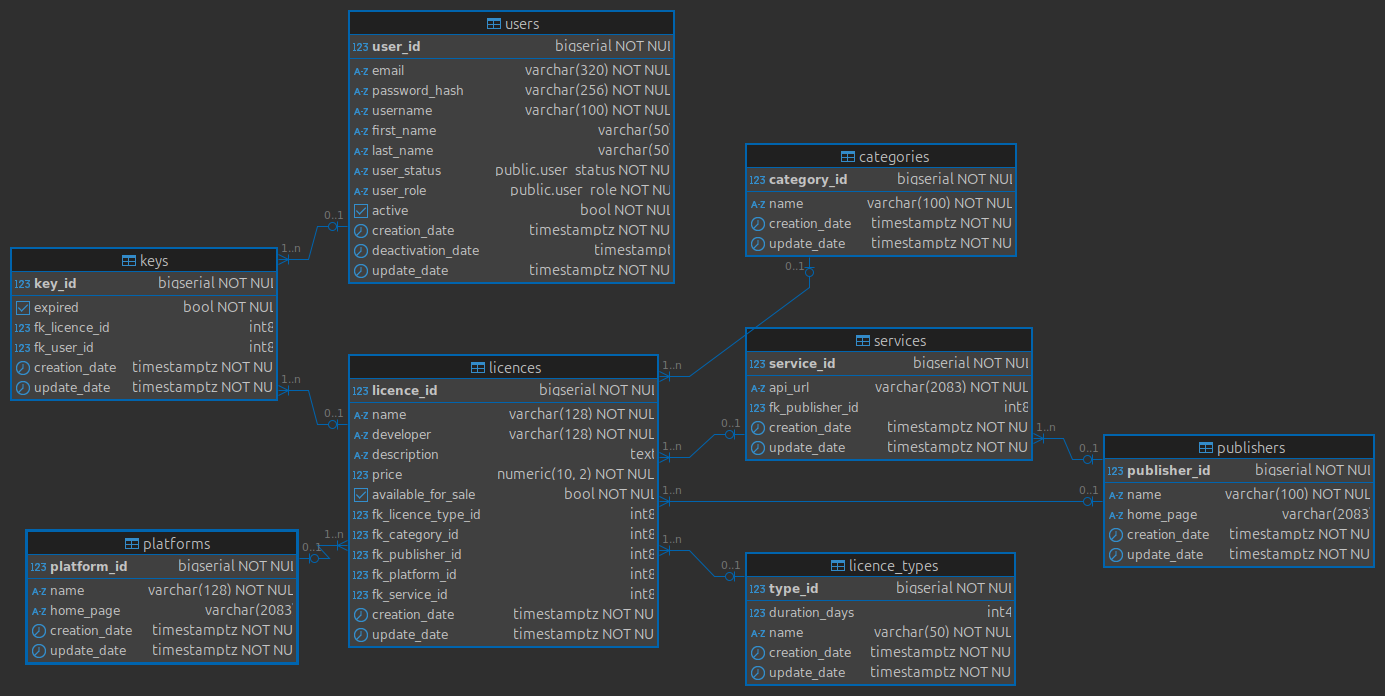 users
123 user_id bigserial NOT NUL
A-Z email varchar(320) NOT NUL
A-Z password_hash varchar(256) NOT NUL
A-Z username varchar(100) NOT NUL
A-Z first_name varchar(50)
A-Z last_name varchar(50)
A-Z user_status public.user_status NOT NU
A-Z user_role public.user_role NOT NU
active bool NOT NUL
creation_date timestamptz NOT NU
deactivation_date timestampt
update_date timestamptz NOT NU
categories
123 category_id bigserial NOT NUL
A-Z name varchar(100) NOT NUL
creation_date timestamptz NOT NU
update_date timestamptz NOT NU
0..1
1..n
0..1
keys
123 key_id bigserial NOT NUL
expired bool NOT NUL
123 fk_licence_id int8
123 fk_user_id int8
creation_date timestamptz NOT NU
update_date timestamptz NOT NU
1..n
0..1
licences
123 licence_id bigserial NOT NUL
A-Z name varchar(128) NOT NUL
A-Z developer varchar(128) NOT NUL
A-Z description text
123 price numeric(10, 2) NOT NUL
available_for_sale bool NOT NUL
123 fk_licence_type_id int8
123 fk_category_id int8
123 fk_publisher_id int8
123 fk_platform_id int8
123 fk_service_id int8
creation_date timestamptz NOT NU
update_date timestamptz NOT NU
1..n
0..1
1..n
1..n
0..1
1..n
0..1
services
123 service_id bigserial NOT NUL
A-Z api_url varchar(2083) NOT NUL
123 fk_publisher_id int8
creation_date timestamptz NOT NU
update_date timestamptz NOT NU
1..n
0..1
publishers
123 publisher_id bigserial NOT NUL
A-Z name varchar(100) NOT NUL
A-Z home_page varchar(2083)
creation_date timestamptz NOT NU
update_date timestamptz NOT NU
platforms
123 platform_id bigserial NOT NUL
A-Z name varchar(128) NOT NUL
A-Z home_page varchar(2083)
creation_date timestamptz NOT NU
update_date timestamptz NOT NU
0..1
1..n
licence_types
123 type_id bigserial NOT NUL
123 duration_days int4
A-Z name varchar(50) NOT NUL
creation_date timestamptz NOT NU
update_date timestamptz NOT NU